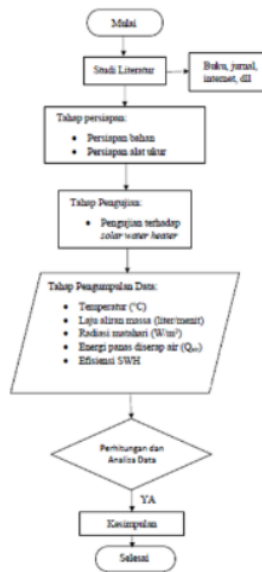 Mulai
Studi Literatur
Buku, jurnal,
internet, dll
Tahap persiapan:
• Persiapan bahan
• Persiapan alat ukur
Tahap Pengujian:
• Pengujian terhadap
solar water heater
Tahap Pengumpulan Data:
• Temperatur (°C)
• Laju aliran massa (liter/menit)
• Radiasi matahari (W/m²)
• Energi panas diserap air
• Efisiensi SWH
Perhitungan dan
Analisa Data
YA
Kesimpulan
Selesai